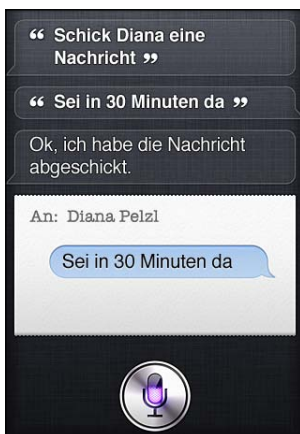 “ Schick Diana eine
Nachricht ”
“ Sei in 30 Minuten da ”
Ok, ich habe die Nachricht
abgeschickt.
An: Diana Pelzl
Sei in 30 Minuten da